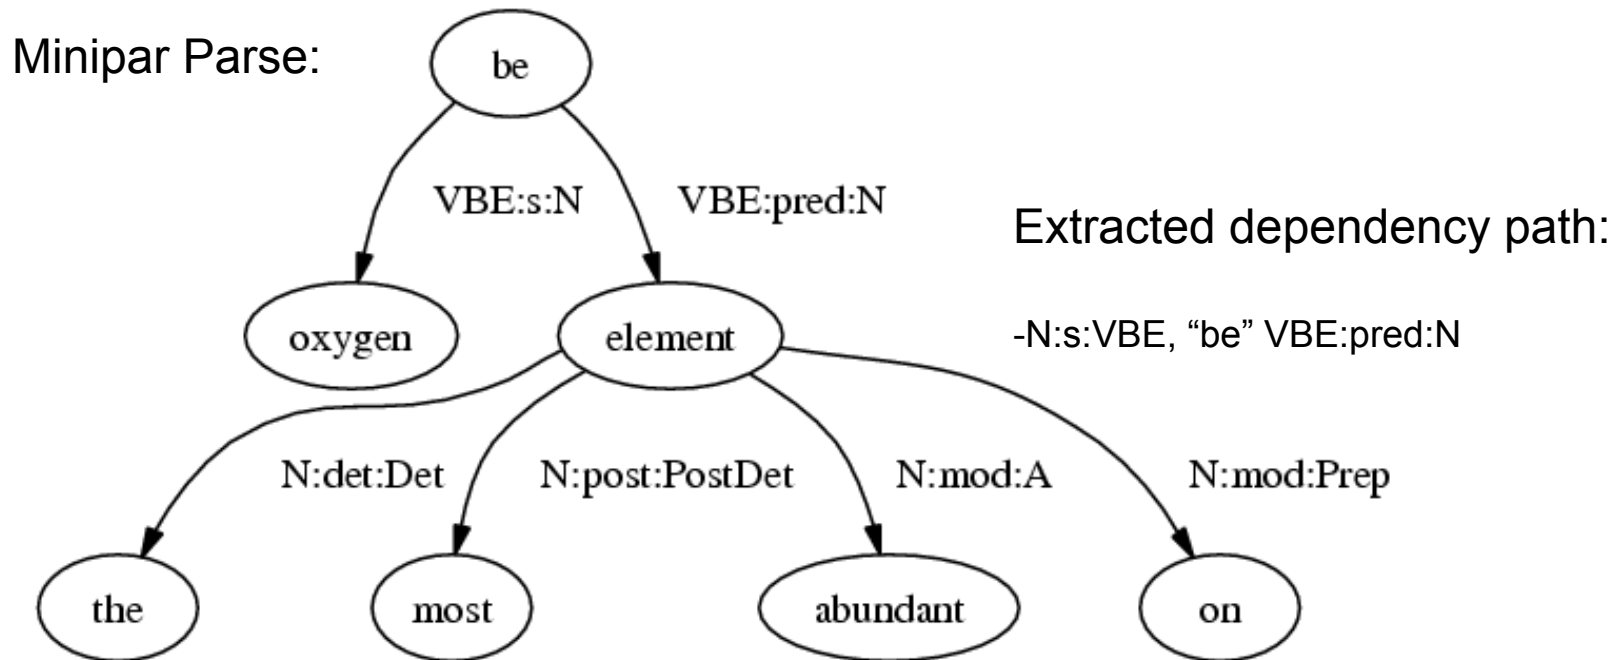 Minipar Parse:
be
VBE:s:N
VBE:pred:N
Extracted dependency path:
oxygen
element
-N:s:VBE, “be” VBE:pred:N
N:det:Det
N:post:PostDet
N:mod:A
N:mod:Prep
the
most
abundant
on